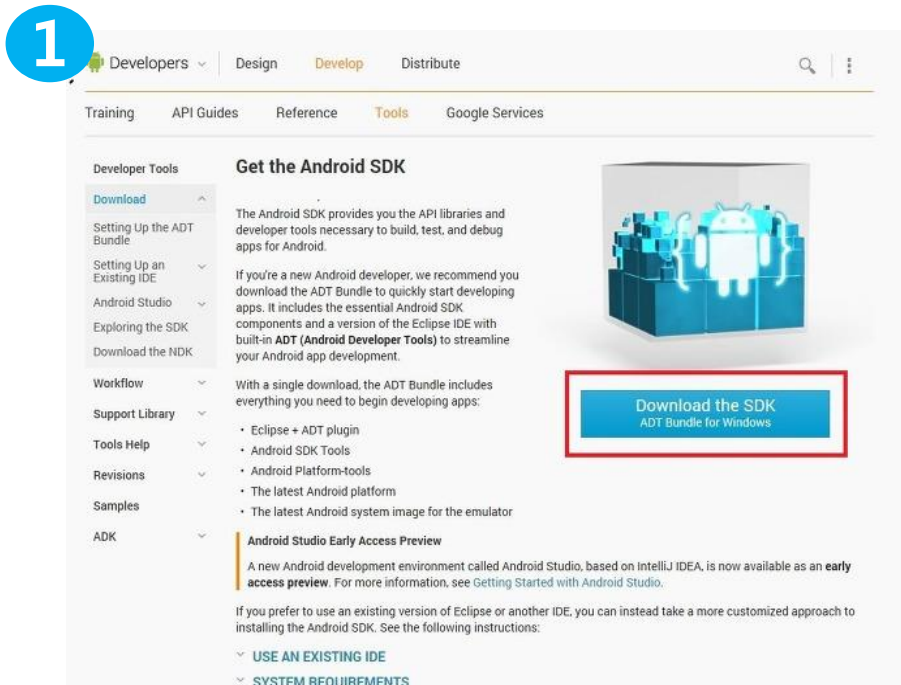 1
Developers Design Develop Distribute
Training API Guides Reference Tools Google Services
Developer Tools
Download
Setting Up the ADT
Bundle
Setting Up an
Existing IDE
Android Studio
Exploring the SDK
Download the NDK
Workflow
Support Library
Tools Help
Revisions
Samples
ADK
Get the Android SDK
The Android SDK provides you the API libraries and
developer tools necessary to build, test, and debug
apps for Android.
If you're a new Android developer, we recommend you
download the ADT Bundle to quickly start developing
apps. It includes the essential Android SDK
components and a version of the Eclipse IDE with
built-in ADT (Android Developer Tools) to streamline
your Android app development.
With a single download, the ADT Bundle includes
everything you need to begin developing apps:
• Eclipse + ADT plugin
• Android SDK Tools
• Android Platform-tools
• The latest Android platform
• The latest Android system image for the emulator
Download the SDK
ADT Bundle for Windows
Android Studio Early Access Preview
A new Android development environment called Android Studio, based on IntelliJ IDEA, is now available as an early
access preview. For more information, see Getting Started with Android Studio.
If you prefer to use an existing version of Eclipse or another IDE, you can instead take a more customized approach to
installing the Android SDK. See the following instructions:
USE AN EXISTING IDE
SYSTEM REQUIREMENTS